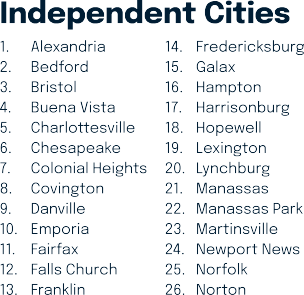 Independent Cities
1. Alexandria
2. Bedford
3. Bristol
4. Buena Vista
5. Charlottesville
6. Chesapeake
7. Colonial Heights
8. Covington
9. Danville
10. Emporia
11. Fairfax
12. Falls Church
13. Franklin
14. Fredericksburg
15. Galax
16. Hampton
17. Harrisonburg
18. Hopewell
19. Lexington
20. Lynchburg
21. Manassas
22. Manassas Park
23. Martinsville
24. Newport News
25. Norfolk
26. Norton